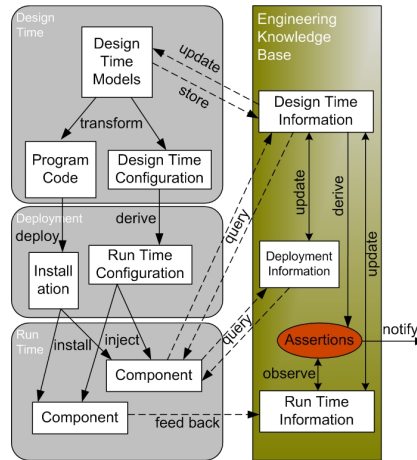 Design
Time
Design
Time
Models
update
store
transform
Program
Code
Design Time
Configuration
Deployment
deploy
derive
Install
ation
Run Time
Configuration
Run
Time
install
inject
Component
Component
feed back
query
query
Engineering
Knowledge
Base
Design Time
Information
update
derive
update
Deployment
Information
Assertions
notify
observe
Run Time
Information